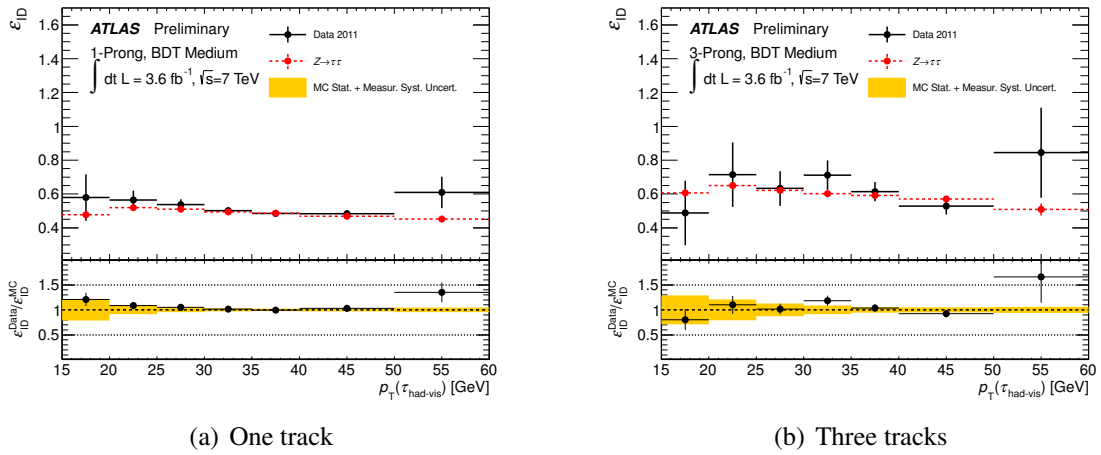 ε_ID
1.6
1.4
1.2
1
0.8
0.6
0.4
ATLAS Preliminary
1-Prong, BDT Medium
∫ dt L = 3.6 fb⁻¹, √s=7 TeV
Data 2011
Z→ττ
MC Stat. + Measur. Syst. Uncert.
ε_ID^Data/ε_ID^MC
1.5
1
0.5
15 20 25 30 35 40 45 50 55 60
p_T(τ_had-vis) [GeV]
(a) One track
ε_ID
1.6
1.4
1.2
1
0.8
0.6
0.4
ATLAS Preliminary
3-Prong, BDT Medium
∫ dt L = 3.6 fb⁻¹, √s=7 TeV
Data 2011
Z→ττ
MC Stat. + Measur. Syst. Uncert.
ε_ID^Data/ε_ID^MC
1.5
1
0.5
15 20 25 30 35 40 45 50 55 60
p_T(τ_had-vis) [GeV]
(b) Three tracks